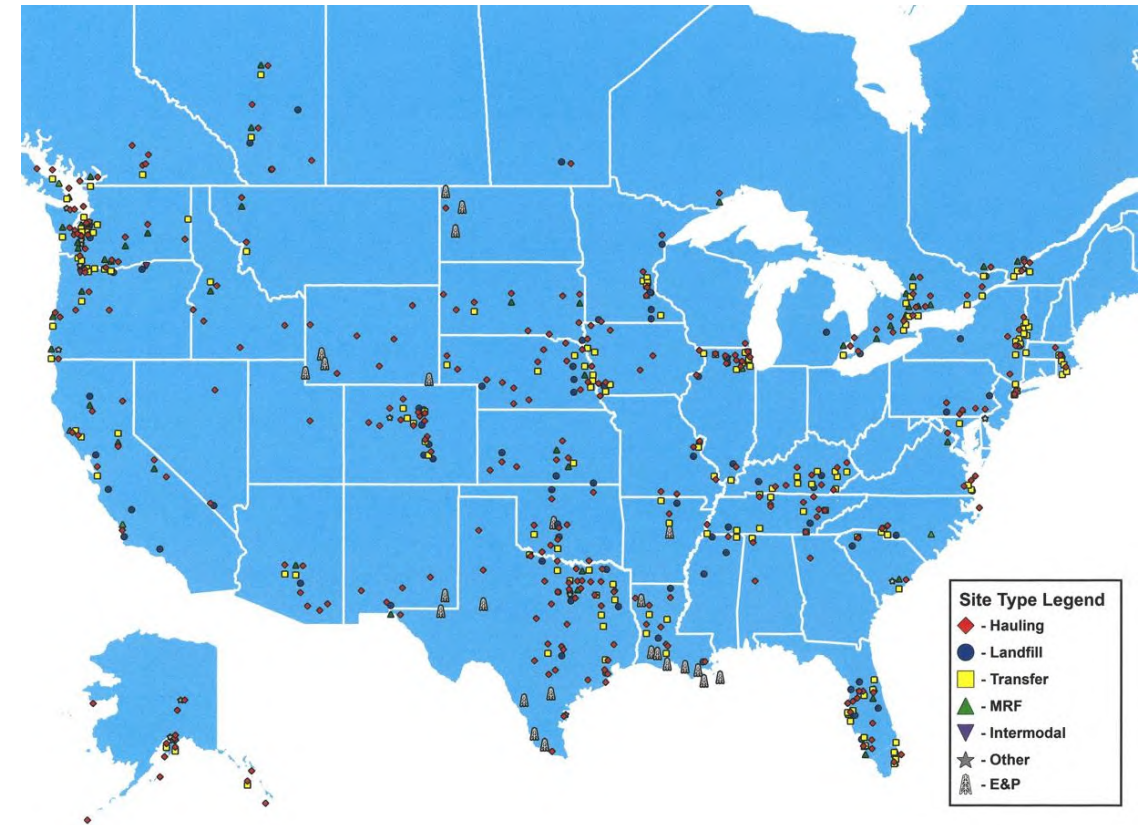 Site Type Legend
- Hauling
- Landfill
- Transfer
- MRF
- Intermodal
- Other
- E&P